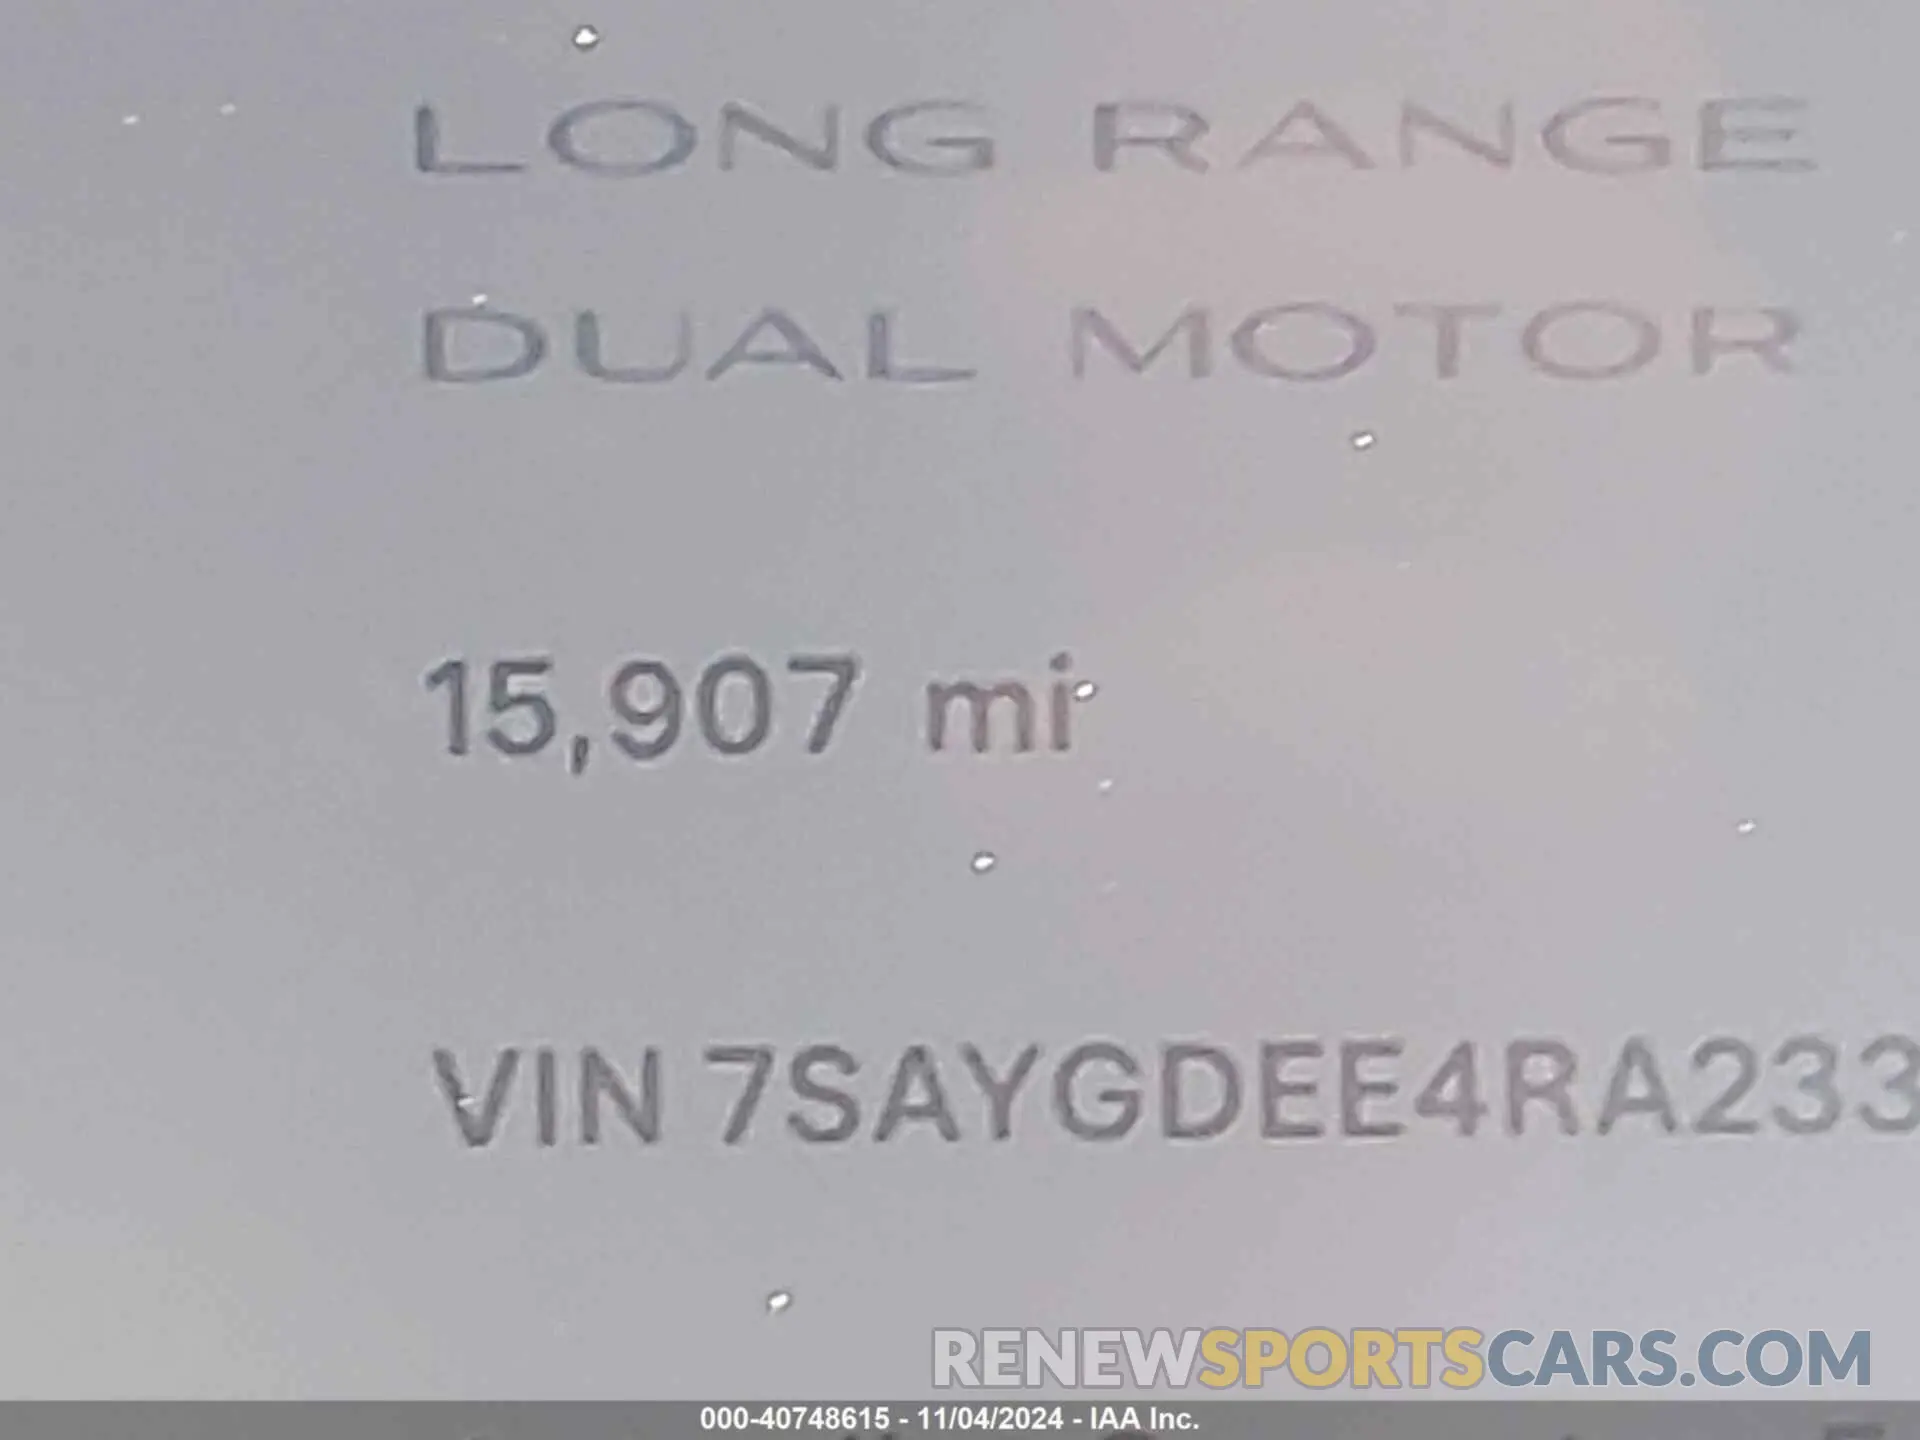 LONG RANGE
DUAL MOTOR
15,907 mi
VIN 7SAYGDEE4RA233
RENEWSPORTSCARS.COM
000-40748615 - 11/04/2024 - IAA Inc.